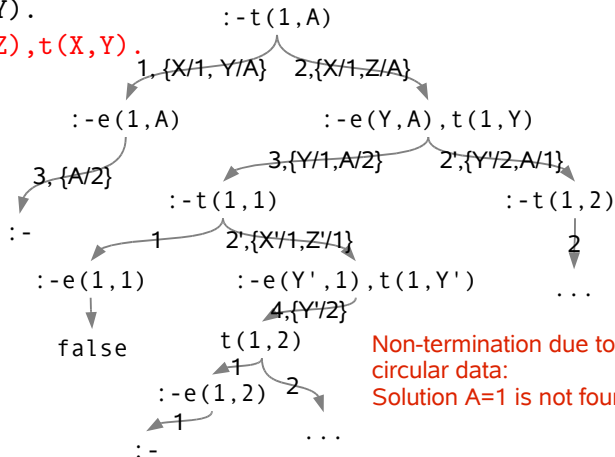 Y).
:-t(1,A)
Z),t(X,Y).
1, {X/1, Y/A} 2,{X/1,Z/A}
:-e(1,A) :-e(Y,A),t(1,Y)
3, {A/2} 3,{Y/1,A/2} 2',{Y'/2,A/1}
:-t(1,1) :-t(1,2)
:- 1 2',{X'/1,Z'/1} 2
:-e(1,1) :-e(Y',1),t(1,Y') ...
4,{Y'/2}
false t(1,2) Non-termination due to
1 circular data:
:-e(1,2) 2 Solution A=1 is not foun
1
:- ...